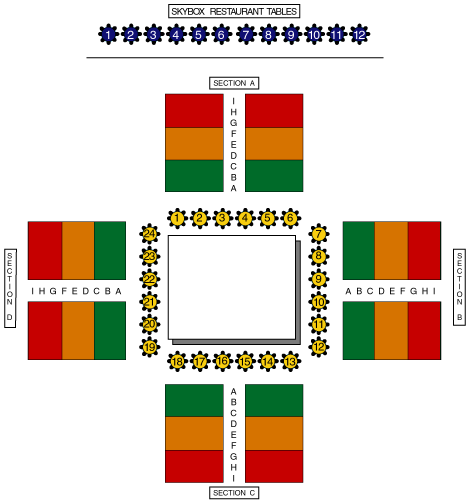 SKYBOX RESTAURANT TABLES
1 2 3 4 5 6 7 8 9 10 11 12
SECTION A
I
H
G
F
E
D
C
B
A
1 2 3 4 5 6
24
23
22
21
20
19
7
8
9
10
11
12
SECTION D
I H G F E D C B A
A B C D E F G H I
SECTION B
18 17 16 15 14 13
A
B
C
D
E
F
G
H
I
SECTION C